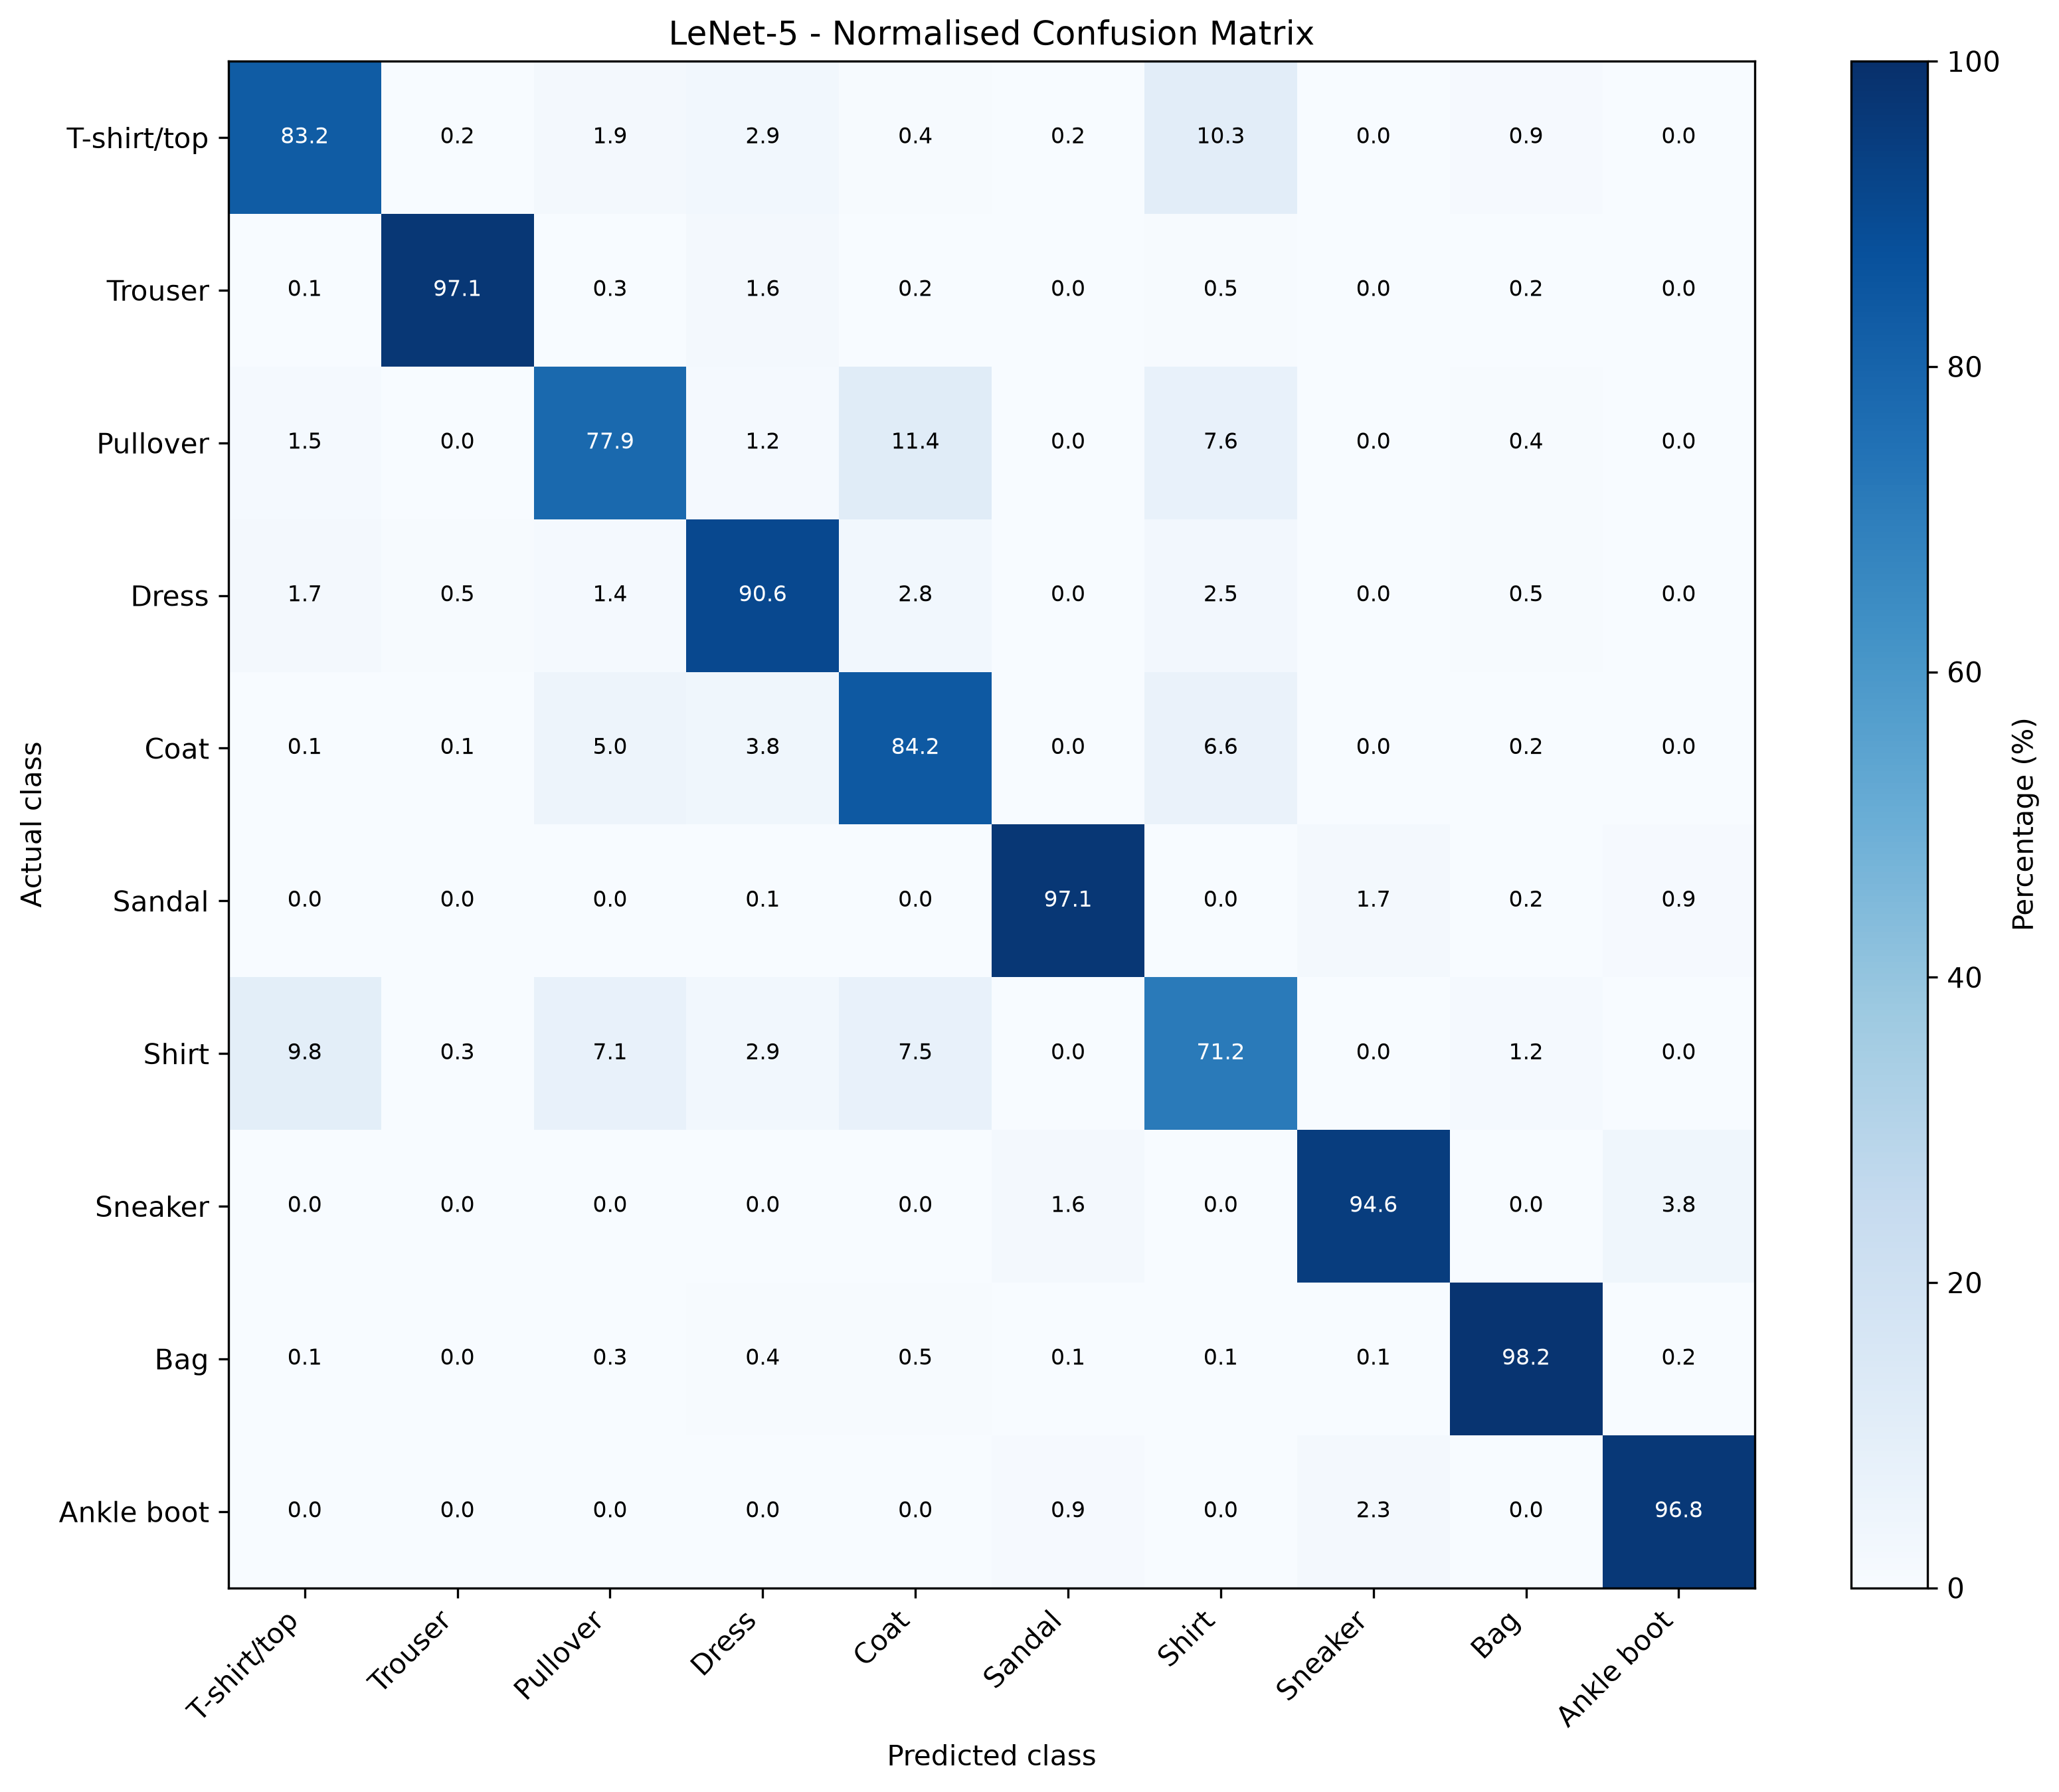 LeNet-5 - Normalised Confusion Matrix
T-shirt/top 83.2 0.2 1.9 2.9 0.4 0.2 10.3 0.0 0.9 0.0
Trouser 0.1 97.1 0.3 1.6 0.2 0.0 0.5 0.0 0.2 0.0
Pullover 1.5 0.0 77.9 1.2 11.4 0.0 7.6 0.0 0.4 0.0
Dress 1.7 0.5 1.4 90.6 2.8 0.0 2.5 0.0 0.5 0.0
Coat 0.1 0.1 5.0 3.8 84.2 0.0 6.6 0.0 0.2 0.0
Sandal 0.0 0.0 0.0 0.1 0.0 97.1 0.0 1.7 0.2 0.9
Shirt 9.8 0.3 7.1 2.9 7.5 0.0 71.2 0.0 1.2 0.0
Sneaker 0.0 0.0 0.0 0.0 0.0 1.6 0.0 94.6 0.0 3.8
Bag 0.1 0.0 0.3 0.4 0.5 0.1 0.1 0.1 98.2 0.2
Ankle boot 0.0 0.0 0.0 0.0 0.0 0.9 0.0 2.3 0.0 96.8
T-shirt/top Trouser Pullover Dress Coat Sandal Shirt Sneaker Bag Ankle boot
Predicted class
Actual class
100
80
60
40
20
0
Percentage (%)